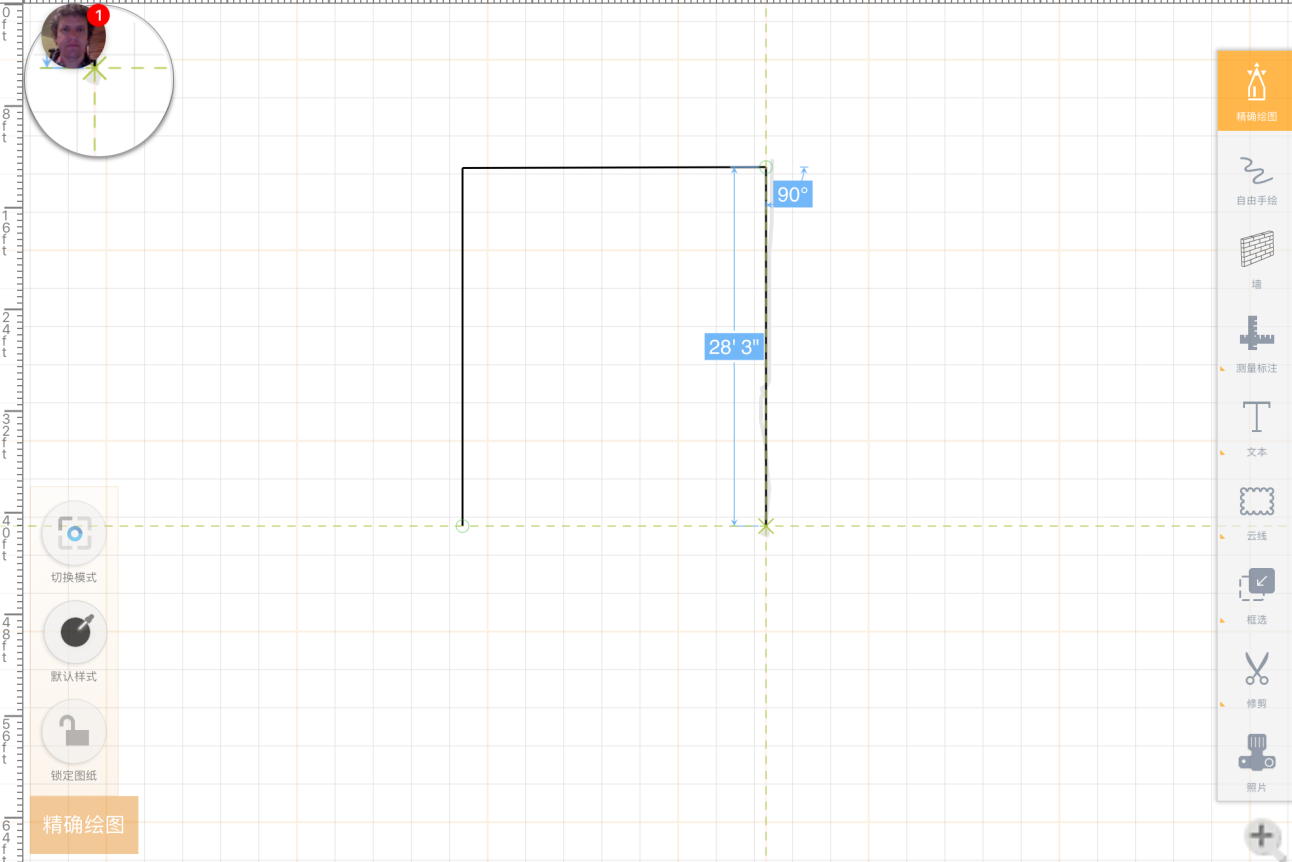 0
ft
8
ft
16
ft
24
ft
32
ft
40
ft
48
ft
56
ft
64
ft
1
90°
28' 3"
切换模式
默认样式
锁定图纸
精确绘图
精确绘图
自由手绘
墙
测量标注
文本
云线
框选
修剪
照片